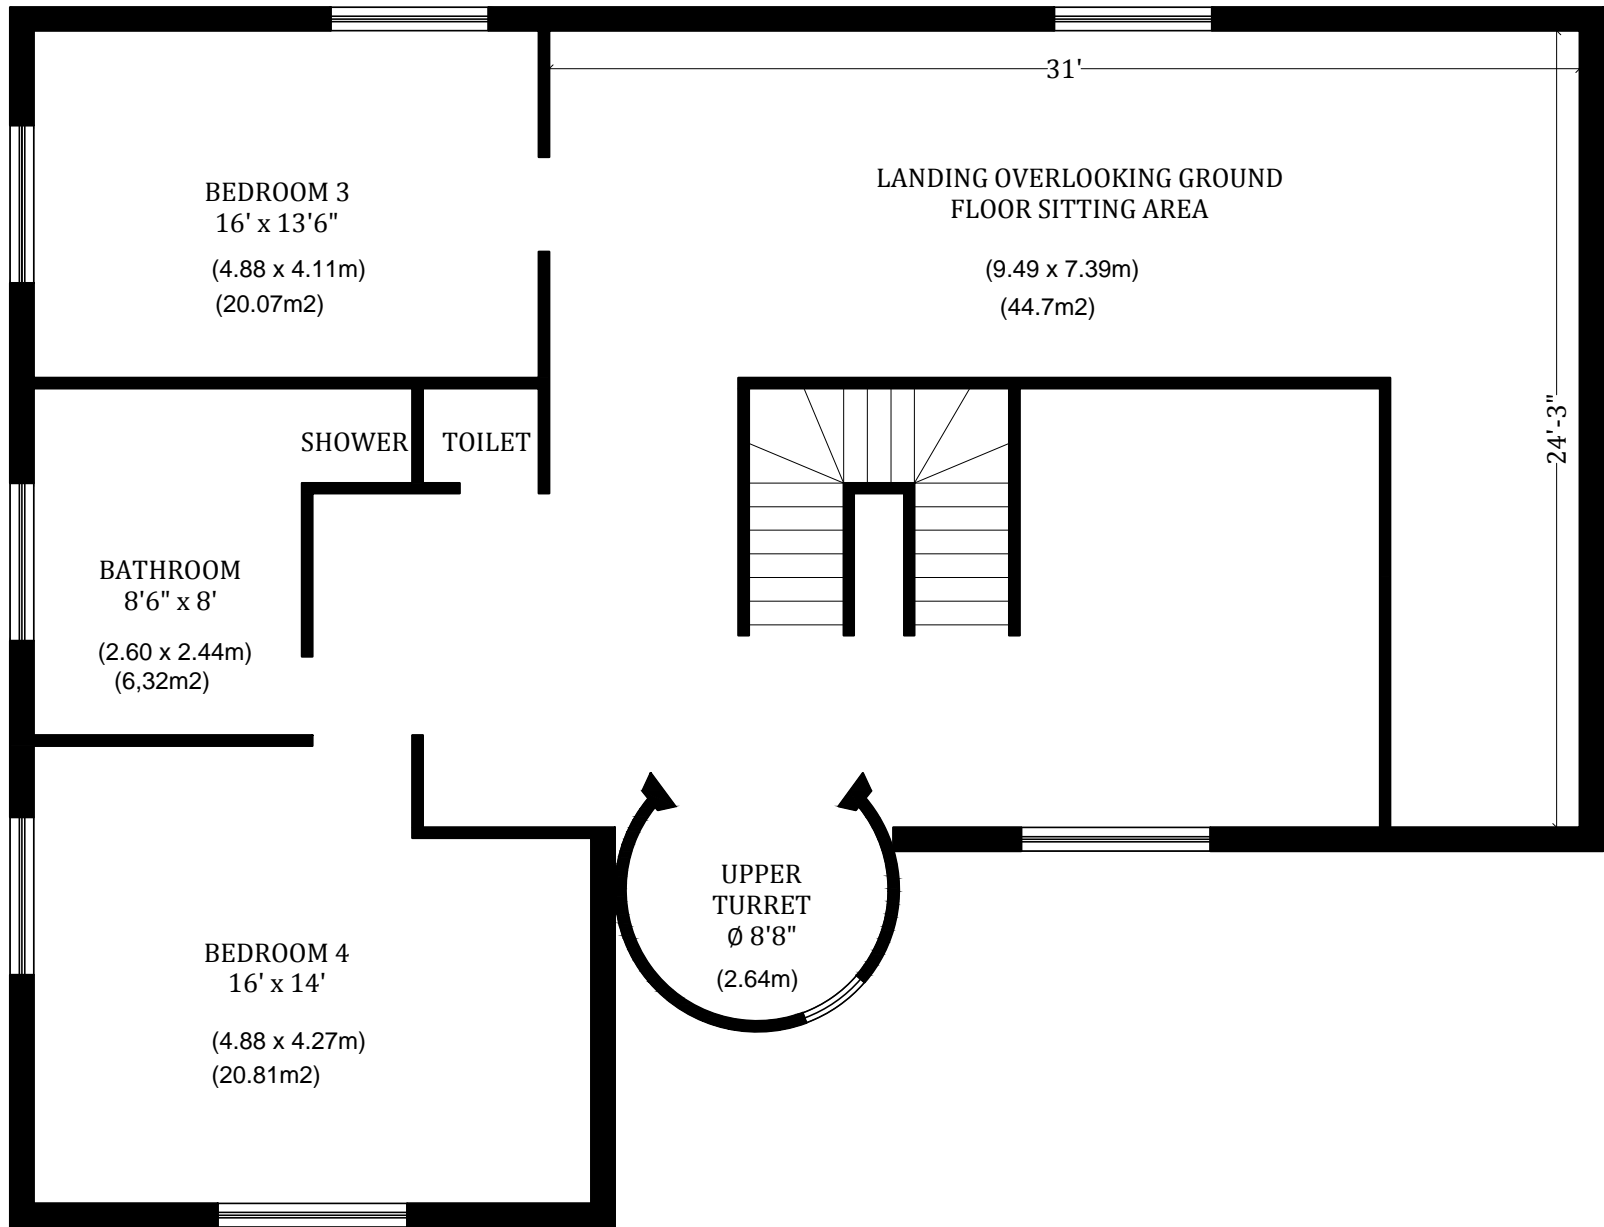 31'
BEDROOM 3
16' x 13'6"
(4.88 x 4.11m)
(20.07m2)
LANDING OVERLOOKING GROUND
FLOOR SITTING AREA
(9.49 x 7.39m)
(44.7m2)
24'-3"
SHOWER
TOILET
BATHROOM
8'6" x 8'
(2.60 x 2.44m)
(6,32m2)
UPPER
TURRET
Ø 8'8"
(2.64m)
BEDROOM 4
16' x 14'
(4.88 x 4.27m)
(20.81m2)